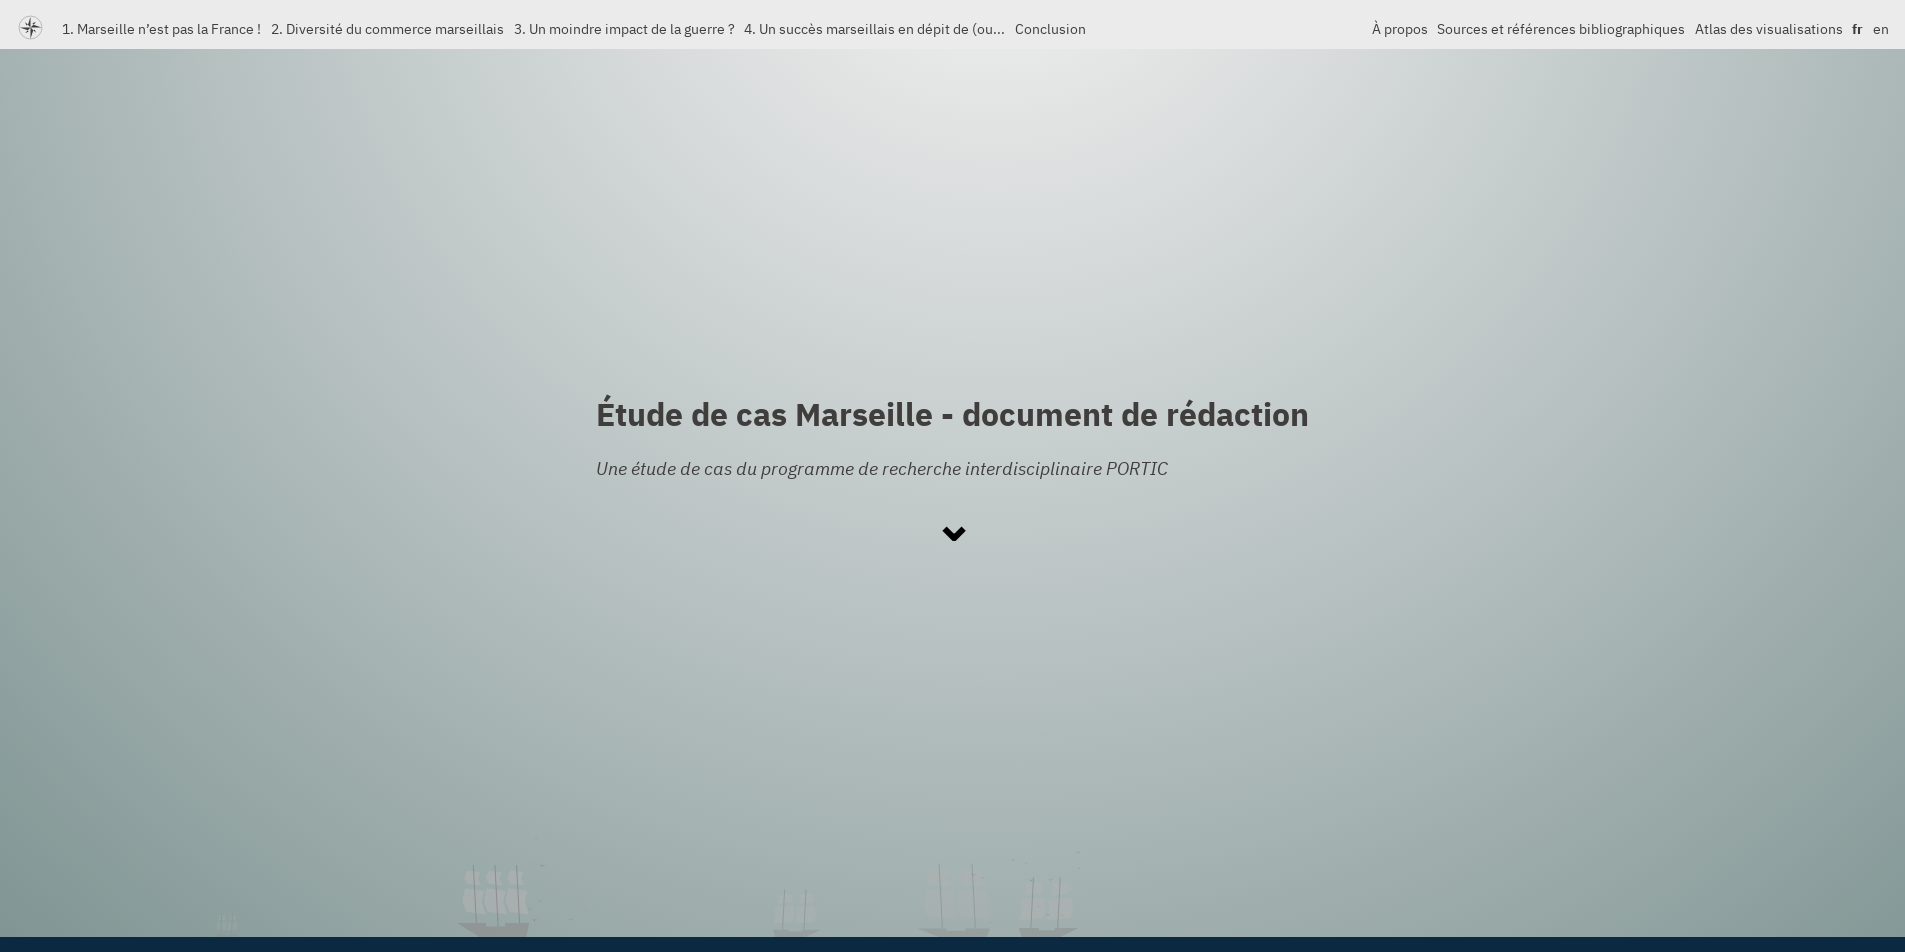 1. Marseille n’est pas la France ! 2. Diversité du commerce marseillais 3. Un moindre impact de la guerre ? 4. Un succès marseillais en dépit de (ou... Conclusion À propos Sources et références bibliographiques Atlas des visualisations fr en
Étude de cas Marseille - document de rédaction
Une étude de cas du programme de recherche interdisciplinaire PORTIC